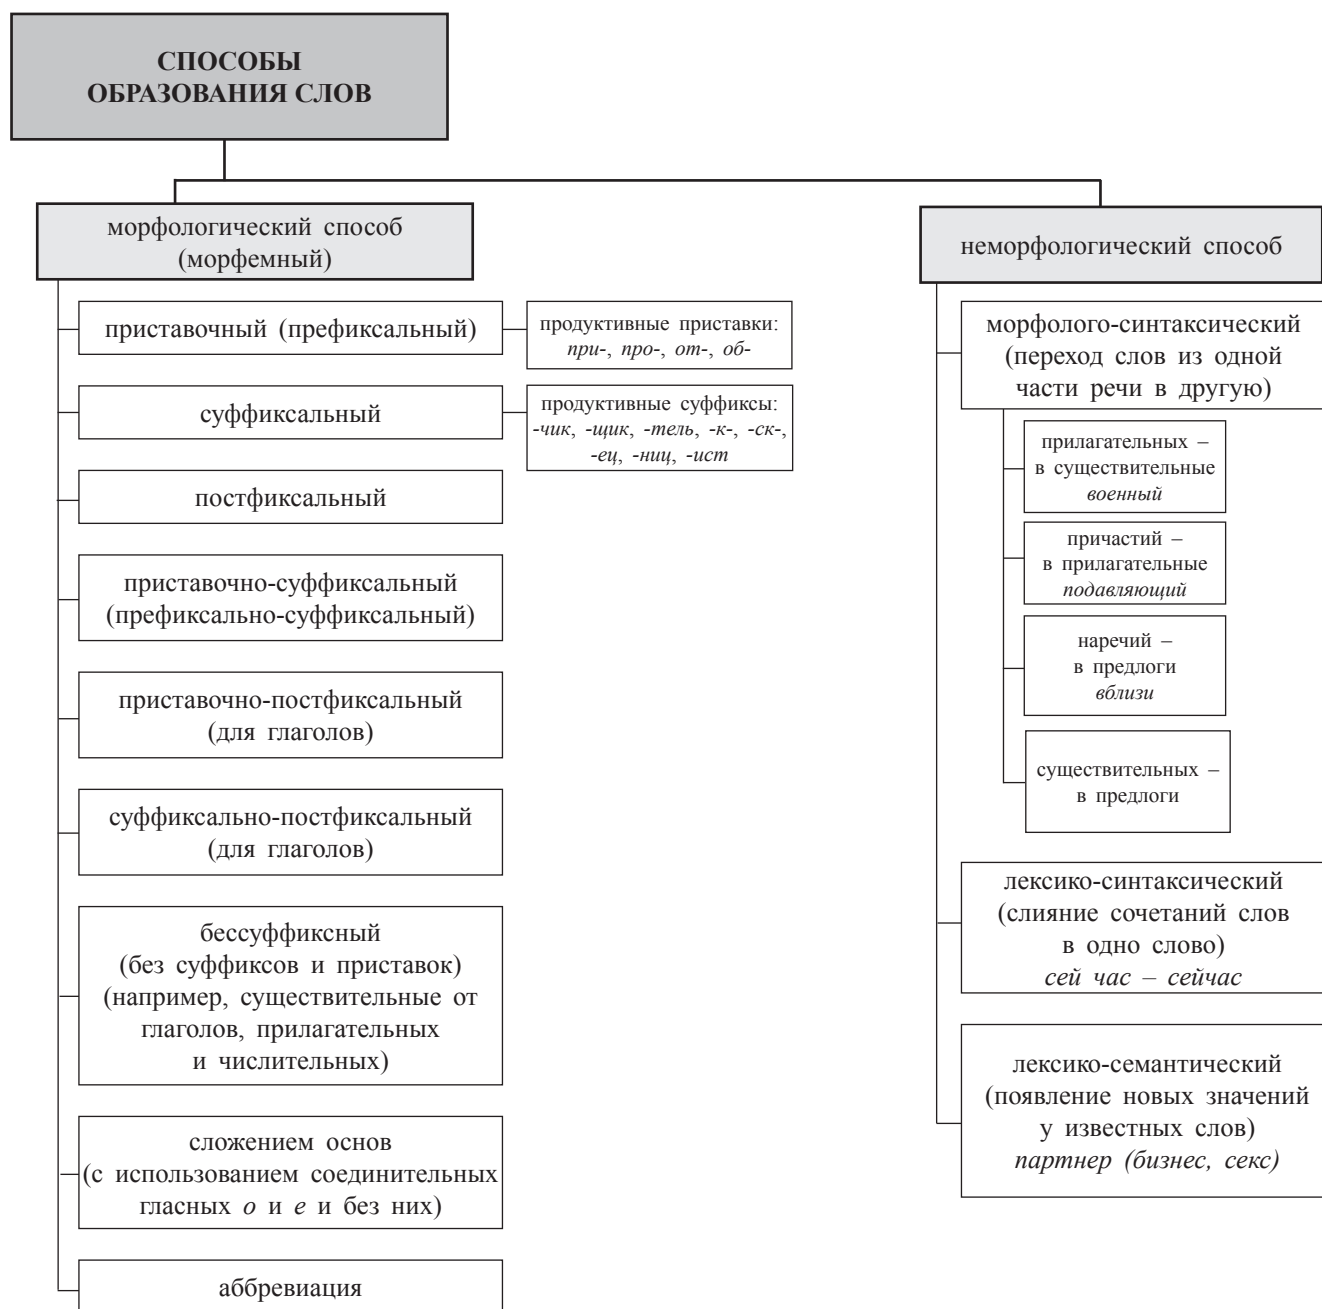 СПОСОБЫ
ОБРАЗОВАНИЯ СЛОВ
морфологический способ
(морфемный)
приставочный (префиксальный)
продуктивные приставки:
при-, про-, от-, об-
суффиксальный
продуктивные суффиксы:
-чик, -щик, -тель, -к-, -ск-,
-ец, -ниц, -ист
постфиксальный
приставочно-суффиксальный
(префиксально-суффиксальный)
приставочно-постфиксальный
(для глаголов)
суффиксально-постфиксальный
(для глаголов)
бессуффиксный
(без суффиксов и приставок)
(например, существительные от
глаголов, прилагательных
и числительных)
сложением основ
(с использованием соединительных
гласных о и е и без них)
аббревиация
неморфологический способ
морфолого-синтаксический
(переход слов из одной
части речи в другую)
прилагательных –
в существительные
военный
причастий –
в прилагательные
подавляющий
наречий –
в предлоги
вблизи
существительных –
в предлоги
лексико-синтаксический
(слияние сочетаний слов
в одно слово)
сей час – сейчас
лексико-семантический
(появление новых значений
у известных слов)
партнер (бизнес, секс)